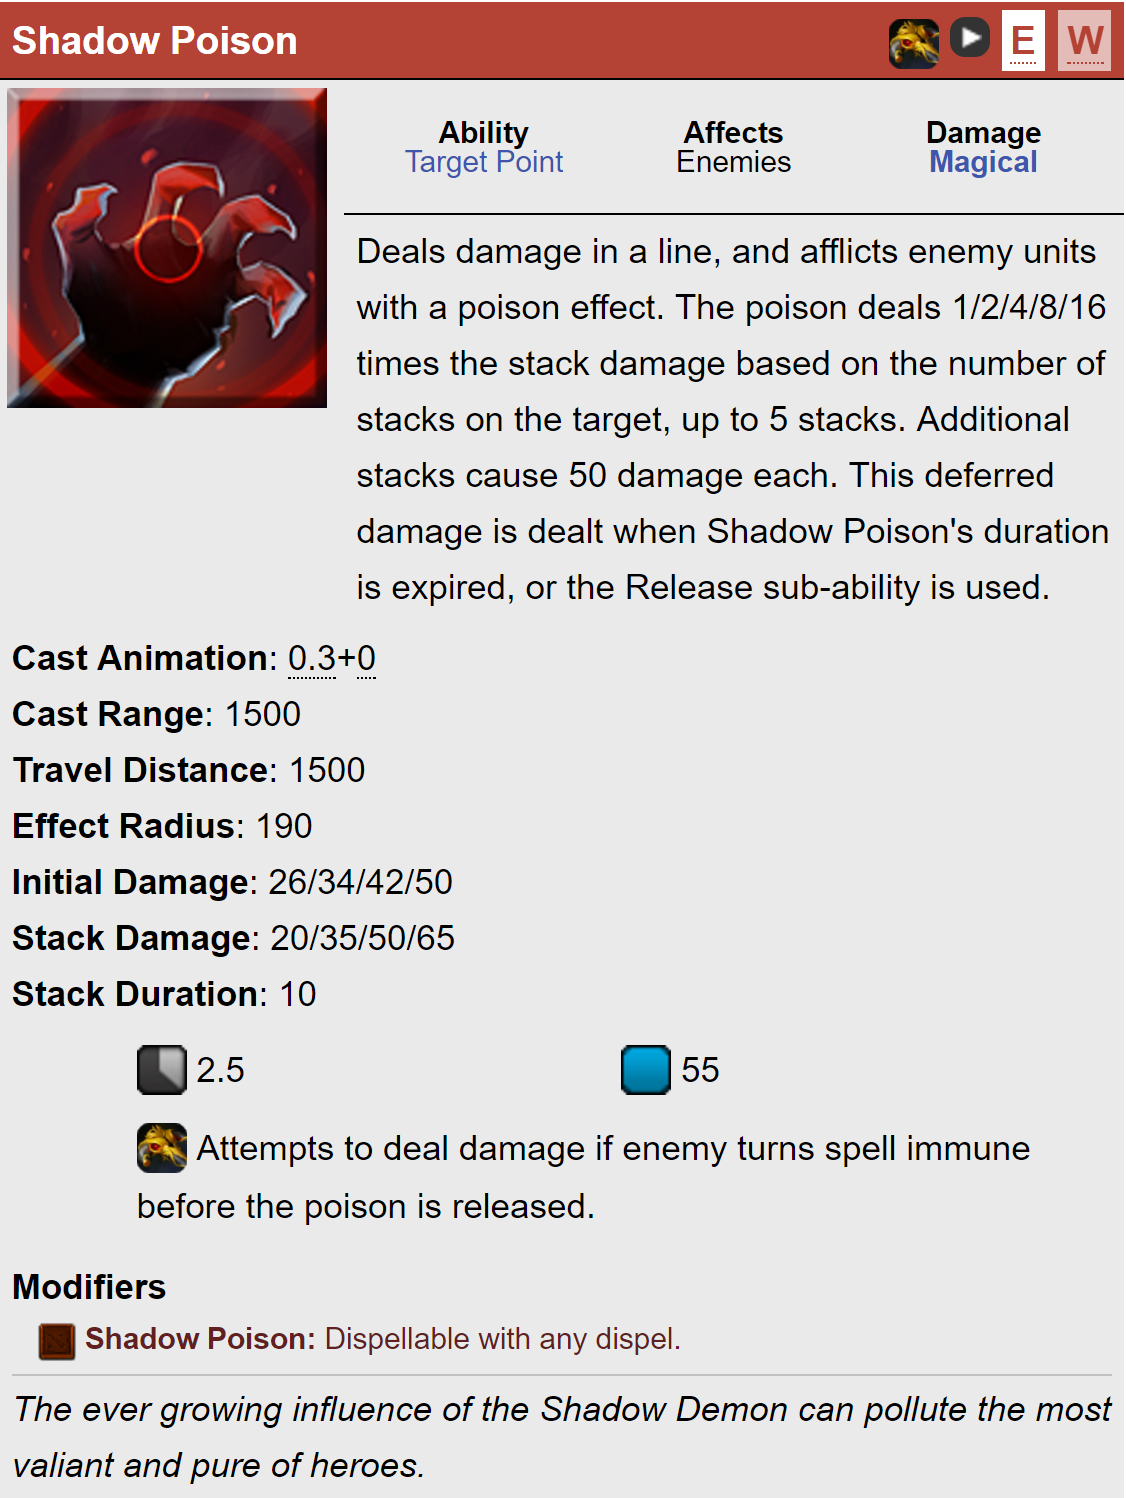 Shadow Poison E W
Ability Affects Damage
Target Point Enemies Magical
Deals damage in a line, and afflicts enemy units
with a poison effect. The poison deals 1/2/4/8/16
times the stack damage based on the number of
stacks on the target, up to 5 stacks. Additional
stacks cause 50 damage each. This deferred
damage is dealt when Shadow Poison's duration
is expired, or the Release sub-ability is used.
Cast Animation: 0.3+0
Cast Range: 1500
Travel Distance: 1500
Effect Radius: 190
Initial Damage: 26/34/42/50
Stack Damage: 20/35/50/65
Stack Duration: 10
2.5 55
Attempts to deal damage if enemy turns spell immune
before the poison is released.
Modifiers
Shadow Poison: Dispellable with any dispel.
The ever growing influence of the Shadow Demon can pollute the most
valiant and pure of heroes.